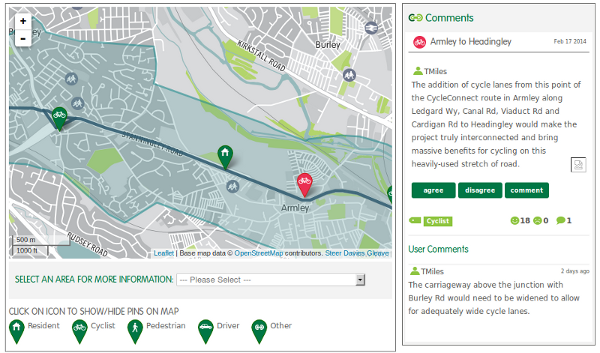 +
-
Burley
KIRKSTALL ROAD
Armley
500 m
1000 ft
Leaflet | Base map data © OpenStreetMap contributors, Steer Davies Gleave
SELECT AN AREA FOR MORE INFORMATION: --- Please Select ---
CLICK ON ICON TO SHOW/HIDE PINS ON MAP
Resident
Cyclist
Pedestrian
Driver
Other
Comments
Armley to Headingley
Feb 17 2014
TMiles
The addition of cycle lanes from this point of
the CycleConnect route in Armley along
Ledgard Wy, Canal Rd, Viaduct Rd and
Cardigan Rd to Headingley would make the
project truly interconnected and bring
massive benefits for cycling on this
heavily-used stretch of road.
agree
disagree
comment
Cyclist
18
0
1
User Comments
TMiles
2 days ago
The carriageway above the junction with
Burley Rd would need to be widened to allow
for adequately wide cycle lanes.